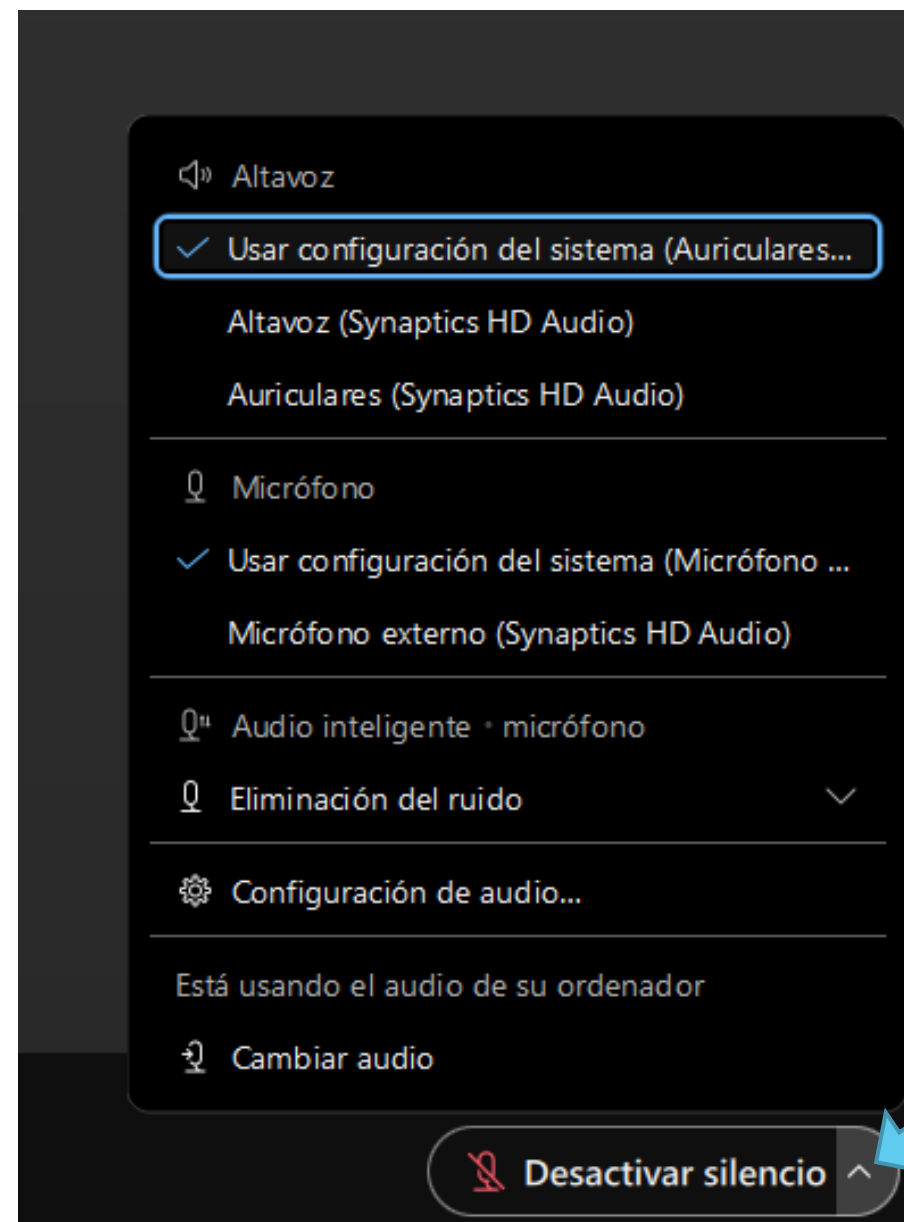 Altavoz
Usar configuración del sistema (Auriculares...
Altavoz (Synaptics HD Audio)
Auriculares (Synaptics HD Audio)
Micrófono
Usar configuración del sistema (Micrófono ...
Micrófono externo (Synaptics HD Audio)
Audio inteligente • micrófono
Eliminación del ruido
Configuración de audio...
Está usando el audio de su ordenador
Cambiar audio
Desactivar silencio